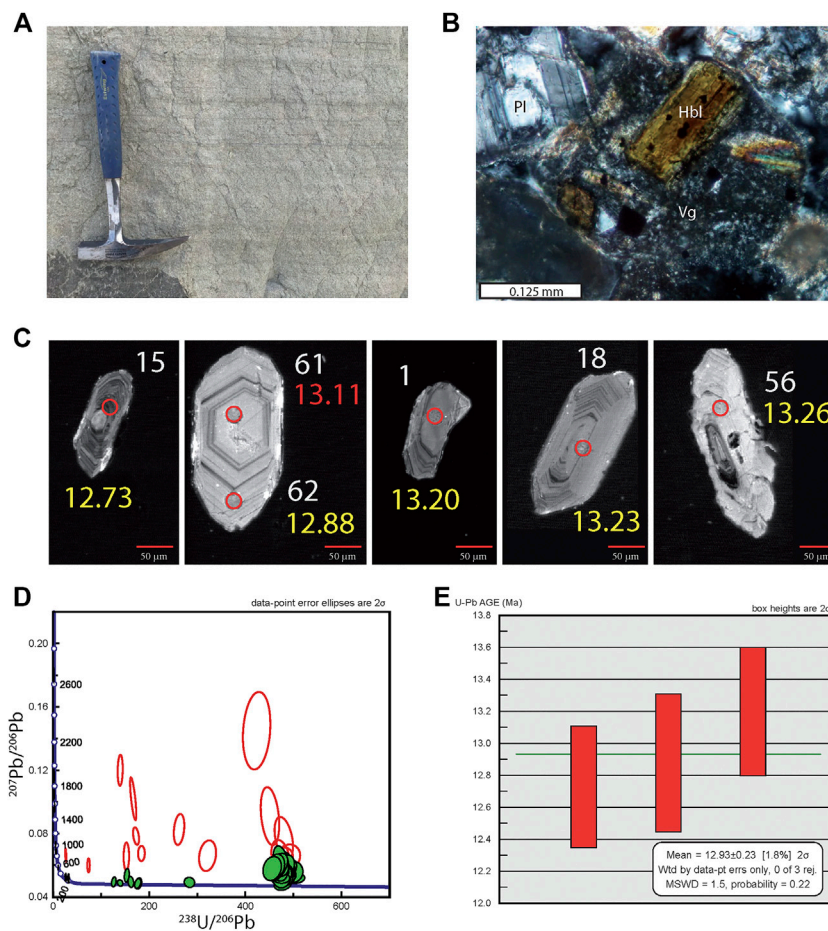 A
B
Pl
Hbl
Vg
0.125 mm
C
15
12.73
50 µm
61
13.11
62
12.88
50 µm
1
13.20
50 µm
18
13.23
50 µm
56
13.26
50 µm
D
data-point error ellipses are 2σ
207Pb/206Pb
0.20
0.16
0.12
0.08
0.04
2600
2200
1800
1400
1000
600
200
0
200
400
600
238U/206Pb
E
U-Pb AGE (Ma)
box heights are 2σ
13.8
13.6
13.4
13.2
13.0
12.8
12.6
12.4
12.2
12.0
Mean = 12.93±0.23 [1.8%] 2σ
Wtd by data-pt errs only, 0 of 3 rej.
MSWD = 1.5, probability = 0.22